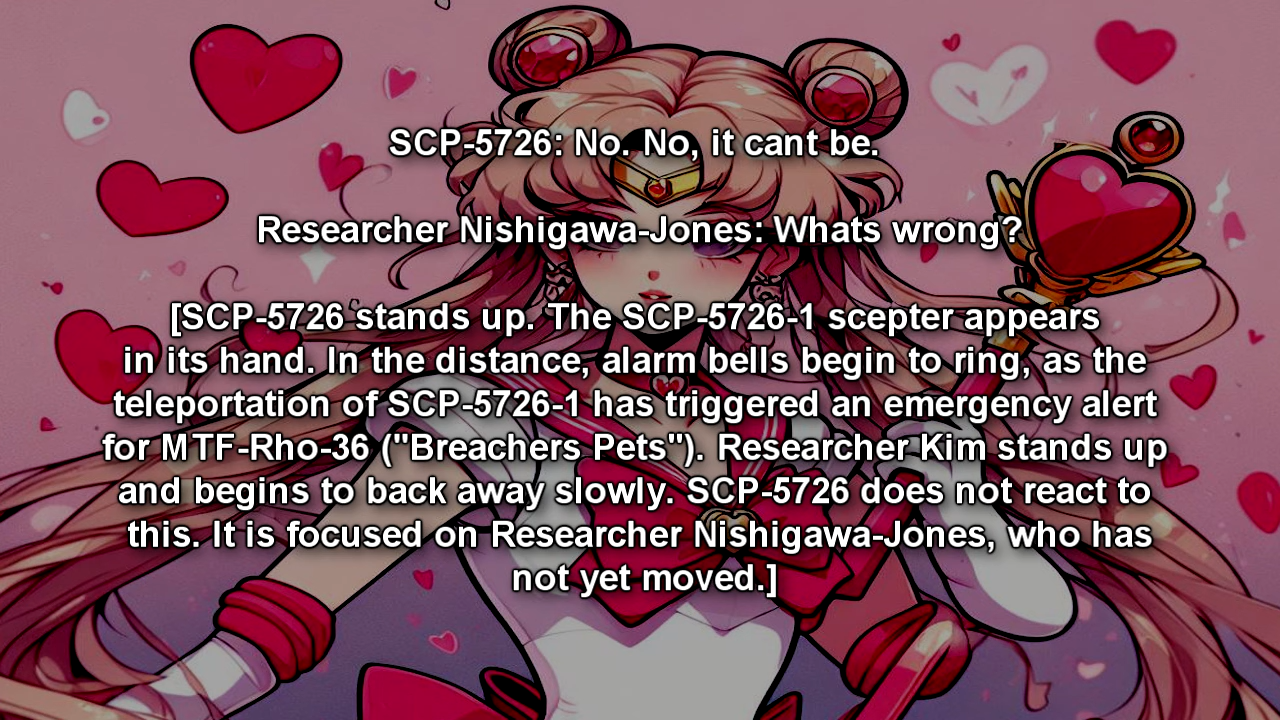 SCP-5726: No. No, it cant be.
Researcher Nishigawa-Jones: Whats wrong?
[SCP-5726 stands up. The SCP-5726-1 scepter appears
in its hand. In the distance, alarm bells begin to ring, as the
teleportation of SCP-5726-1 has triggered an emergency alert
for MTF-Rho-36 ("Breachers Pets"). Researcher Kim stands up
and begins to back away slowly. SCP-5726 does not react to
this. It is focused on Researcher Nishigawa-Jones, who has
not yet moved.]